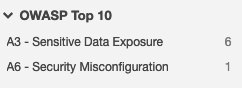 OWASP Top 10
A3 - Sensitive Data Exposure 6
A6 - Security Misconfiguration 1